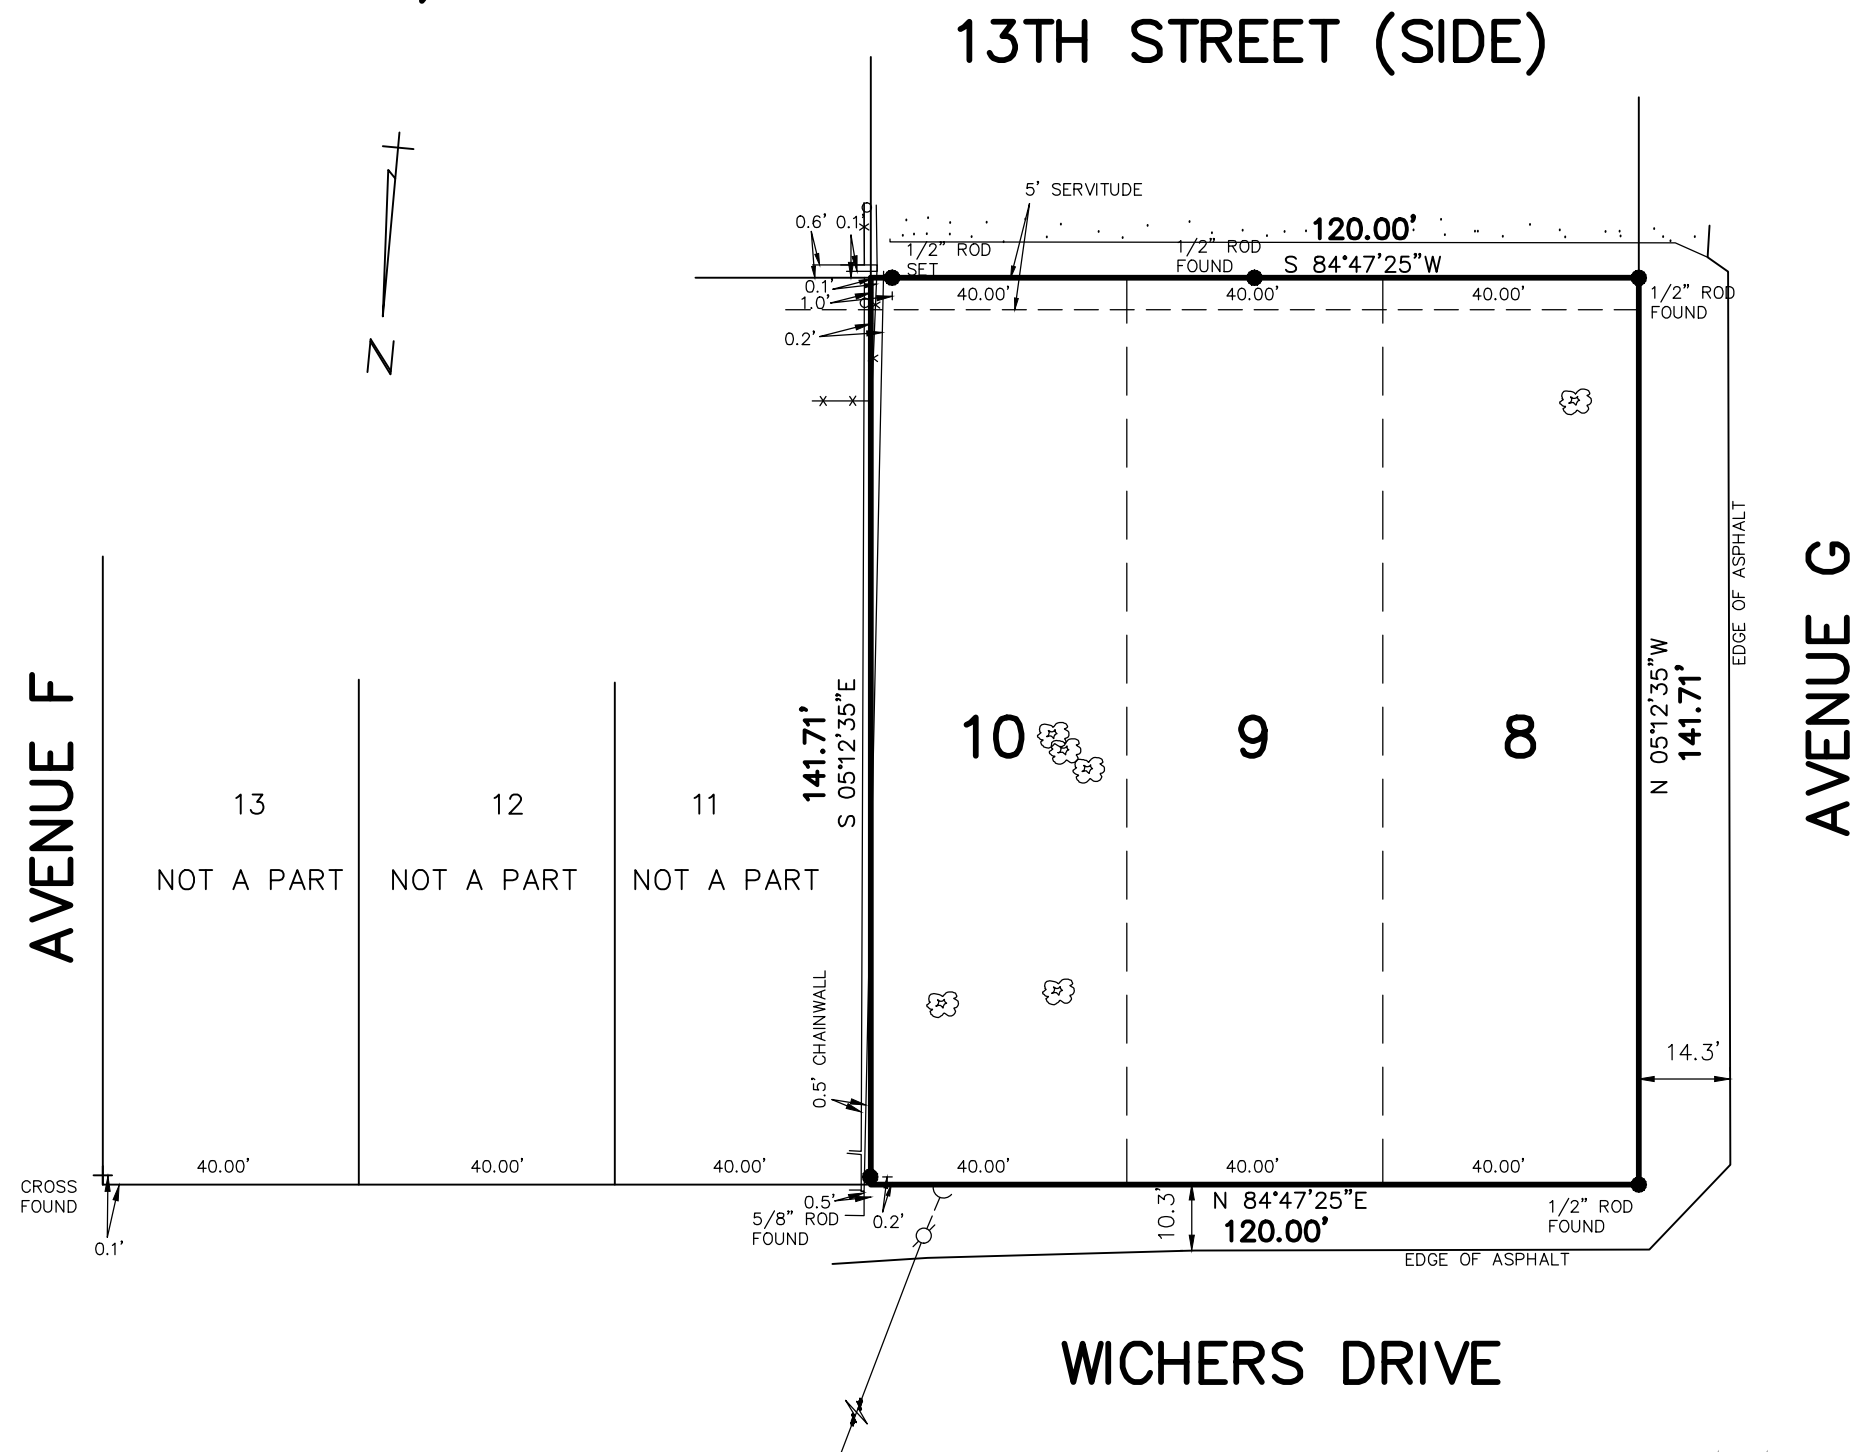 13TH STREET (SIDE)
5' SERVITUDE
0.6' 0.1'
120.00'
1/2" ROD
SET
1/2" ROD
FOUND
S 84°47'25"W
0.1'
1.0'
40.00' 40.00' 40.00'
1/2" ROD
FOUND
0.2'
N
EDGE OF ASPHALT
AVENUE G
AVENUE F
141.71'
S 05°12'35"E
10 9 8
N 05°12'35"W
141.71'
13 12 11
NOT A PART NOT A PART NOT A PART
0.5' CHAINWALL
14.3'
40.00' 40.00' 40.00' 40.00' 40.00' 40.00'
CROSS
FOUND
0.1'
0.5'
5/8" ROD
FOUND
0.2'
10.3'
N 84°47'25"E
120.00'
1/2" ROD
FOUND
EDGE OF ASPHALT
WICHERS DRIVE